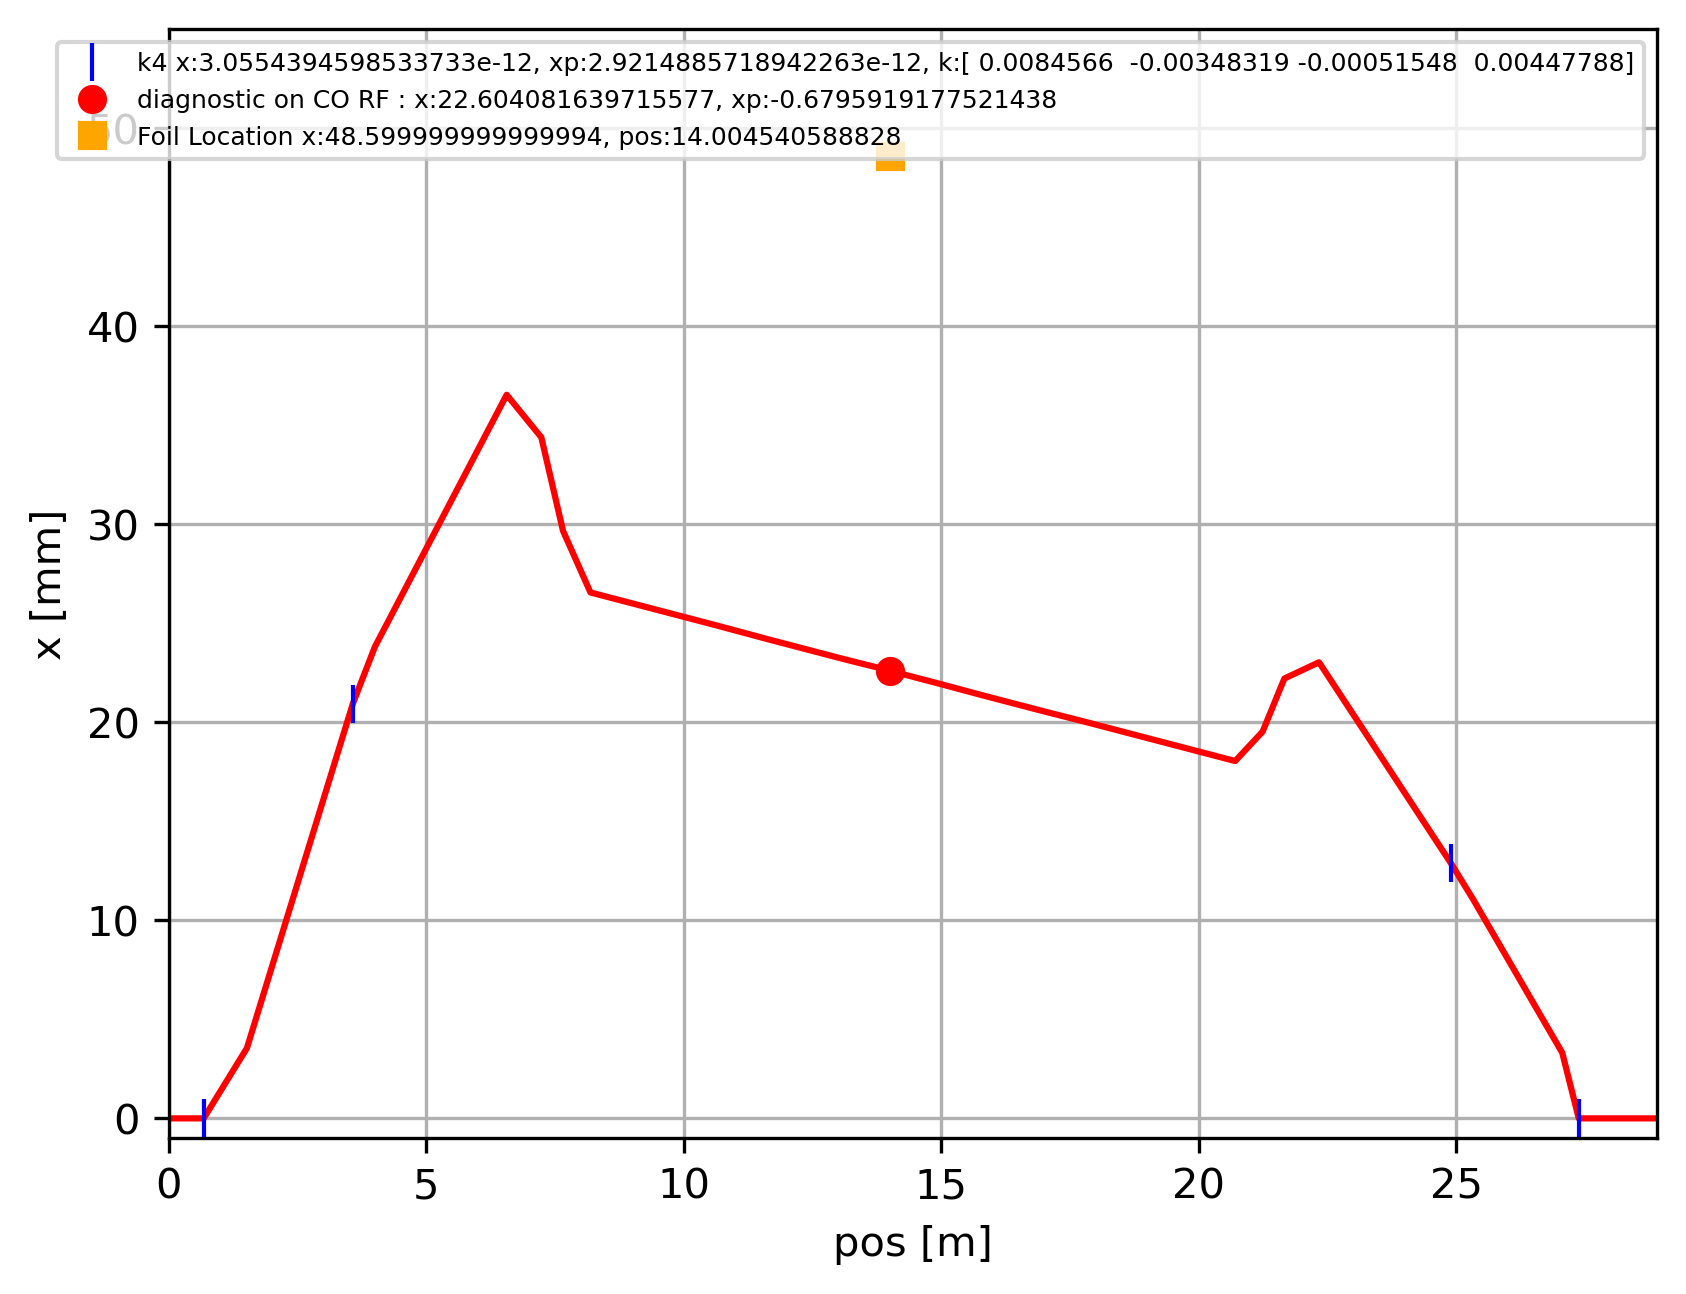 k4 x:3.0554394598533733e-12, xp:2.9214885718942263e-12, k:[ 0.0084566  -0.00348319 -0.00051548  0.00447788]
diagnostic on CO RF : x:22.604081639715577, xp:-0.6795919177521438
Foil Location x:48.599999999999994, pos:14.004540588828
50
40
30
20
10
0
x [mm]
0 5 10 15 20 25
pos [m]